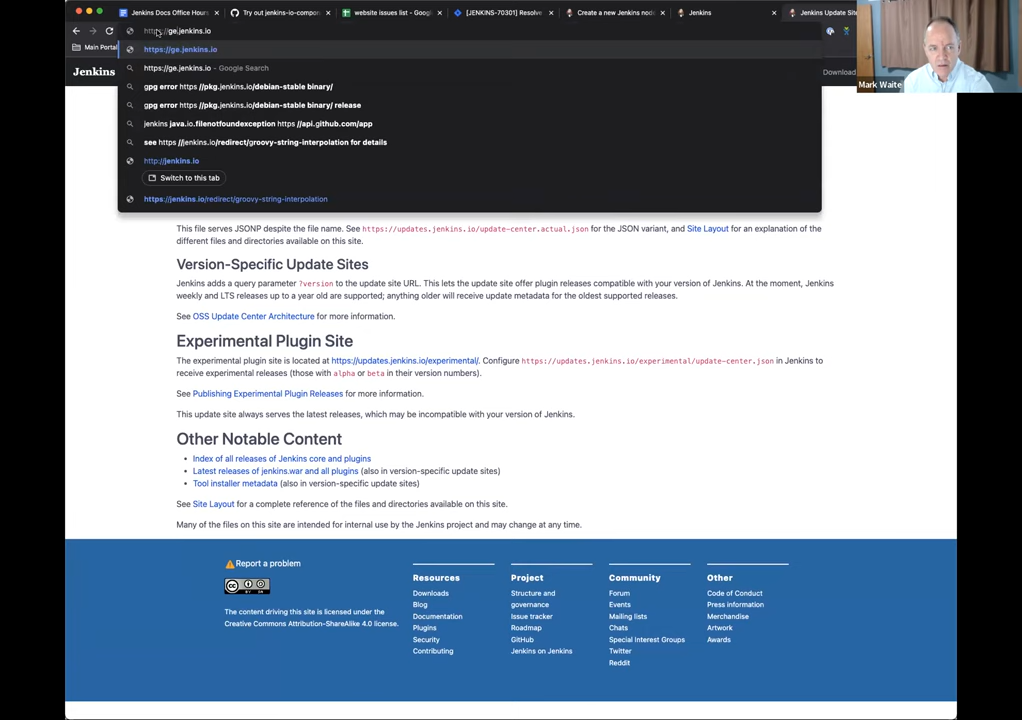 Jenkins Docs Office Hours
Try out jenkins-io-compon
website issues list - Googl
[JENKINS-70301] Resolve
Create a new Jenkins node
Jenkins
Jenkins Update Site
https://ge.jenkins.io
Main Portal
https://ge.jenkins.io
https://ge.jenkins.io - Google Search
gpg error https //pkg.jenkins.io/debian-stable binary/
gpg error https //pkg.jenkins.io/debian-stable binary/ release
jenkins java.io.filenotfoundexception https //api.github.com/app
see https //jenkins.io/redirect/groovy-string-interpolation for details
http://jenkins.io
Switch to this tab
https://jenkins.io/redirect/groovy-string-interpolation
Jenkins
Download
Mark Waite
This file serves JSONP despite the file name. See https://updates.jenkins.io/update-center.actual.json for the JSON variant, and Site Layout for an explanation of the
different files and directories available on this site.
Version-Specific Update Sites
Jenkins adds a query parameter ?version to the update site URL. This lets the update site offer plugin releases compatible with your version of Jenkins. At the moment, Jenkins
weekly and LTS releases up to a year old are supported; anything older will receive update metadata for the oldest supported releases.
See OSS Update Center Architecture for more information.
Experimental Plugin Site
The experimental plugin site is located at https://updates.jenkins.io/experimental/. Configure https://updates.jenkins.io/experimental/update-center.json in Jenkins to
receive experimental releases (those with alpha or beta in their version numbers).
See Publishing Experimental Plugin Releases for more information.
This update site always serves the latest releases, which may be incompatible with your version of Jenkins.
Other Notable Content
• Index of all releases of Jenkins core and plugins
• Latest releases of jenkins.war and all plugins (also in version-specific update sites)
• Tool installer metadata (also in version-specific update sites)
See Site Layout for a complete reference of the files and directories available on this site.
Many of the files on this site are intended for internal use by the Jenkins project and may change at any time.
Report a problem
The content driving this site is licensed under the
Creative Commons Attribution-ShareAlike 4.0 license.
Resources
Downloads
Blog
Documentation
Plugins
Security
Contributing
Project
Structure and
governance
Issue tracker
Roadmap
GitHub
Jenkins on Jenkins
Community
Forum
Events
Mailing lists
Chats
Special Interest Groups
Twitter
Reddit
Other
Code of Conduct
Press information
Merchandise
Artwork
Awards